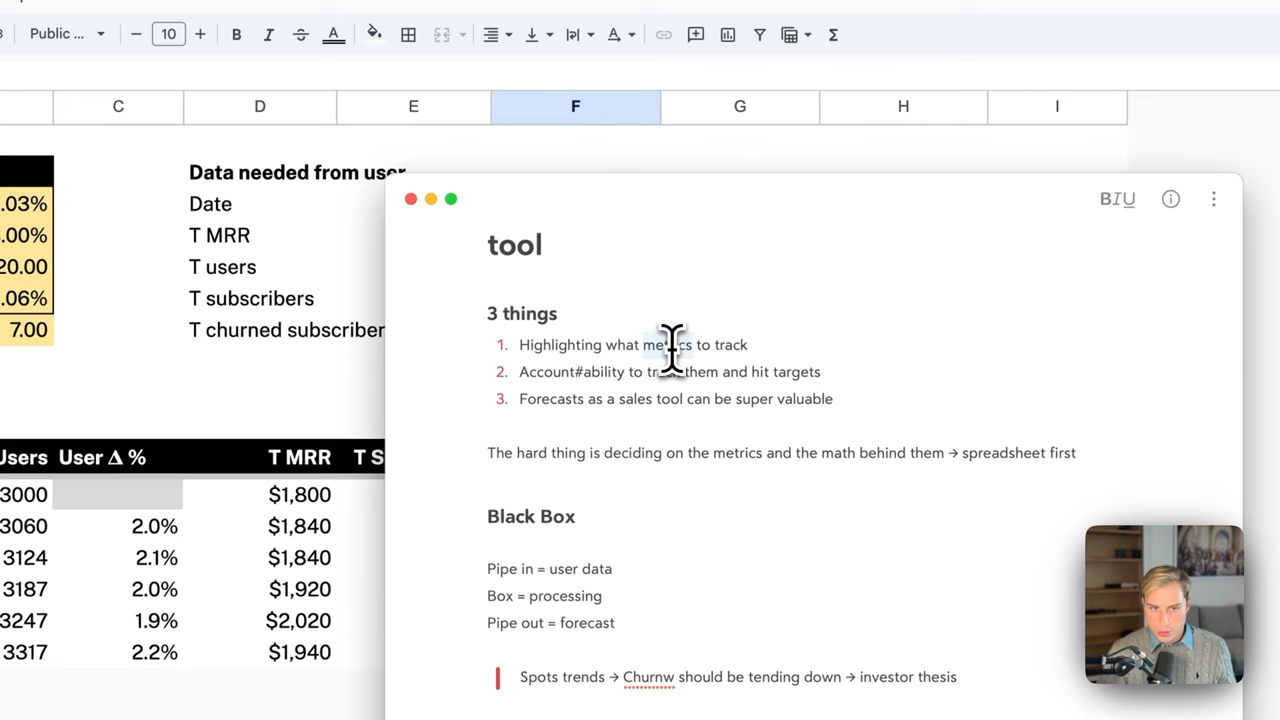 Public ...
10
B
I
A
BIU
C D E F G H I
Data needed from user
.03% Date
.00% T MRR
20.00 T users
.06% T subscribers
7.00 T churned subscriber
Users User Δ % T MRR T S
3000 $1,800
3060 2.0% $1,840
3124 2.1% $1,840
3187 2.0% $1,920
3247 1.9% $2,020
3317 2.2% $1,940
tool
3 things
1. Highlighting what metrics to track
2. Account#ability to track them and hit targets
3. Forecasts as a sales tool can be super valuable
The hard thing is deciding on the metrics and the math behind them → spreadsheet first
Black Box
Pipe in = user data
Box = processing
Pipe out = forecast
Spots trends → Churnw should be tending down → investor thesis